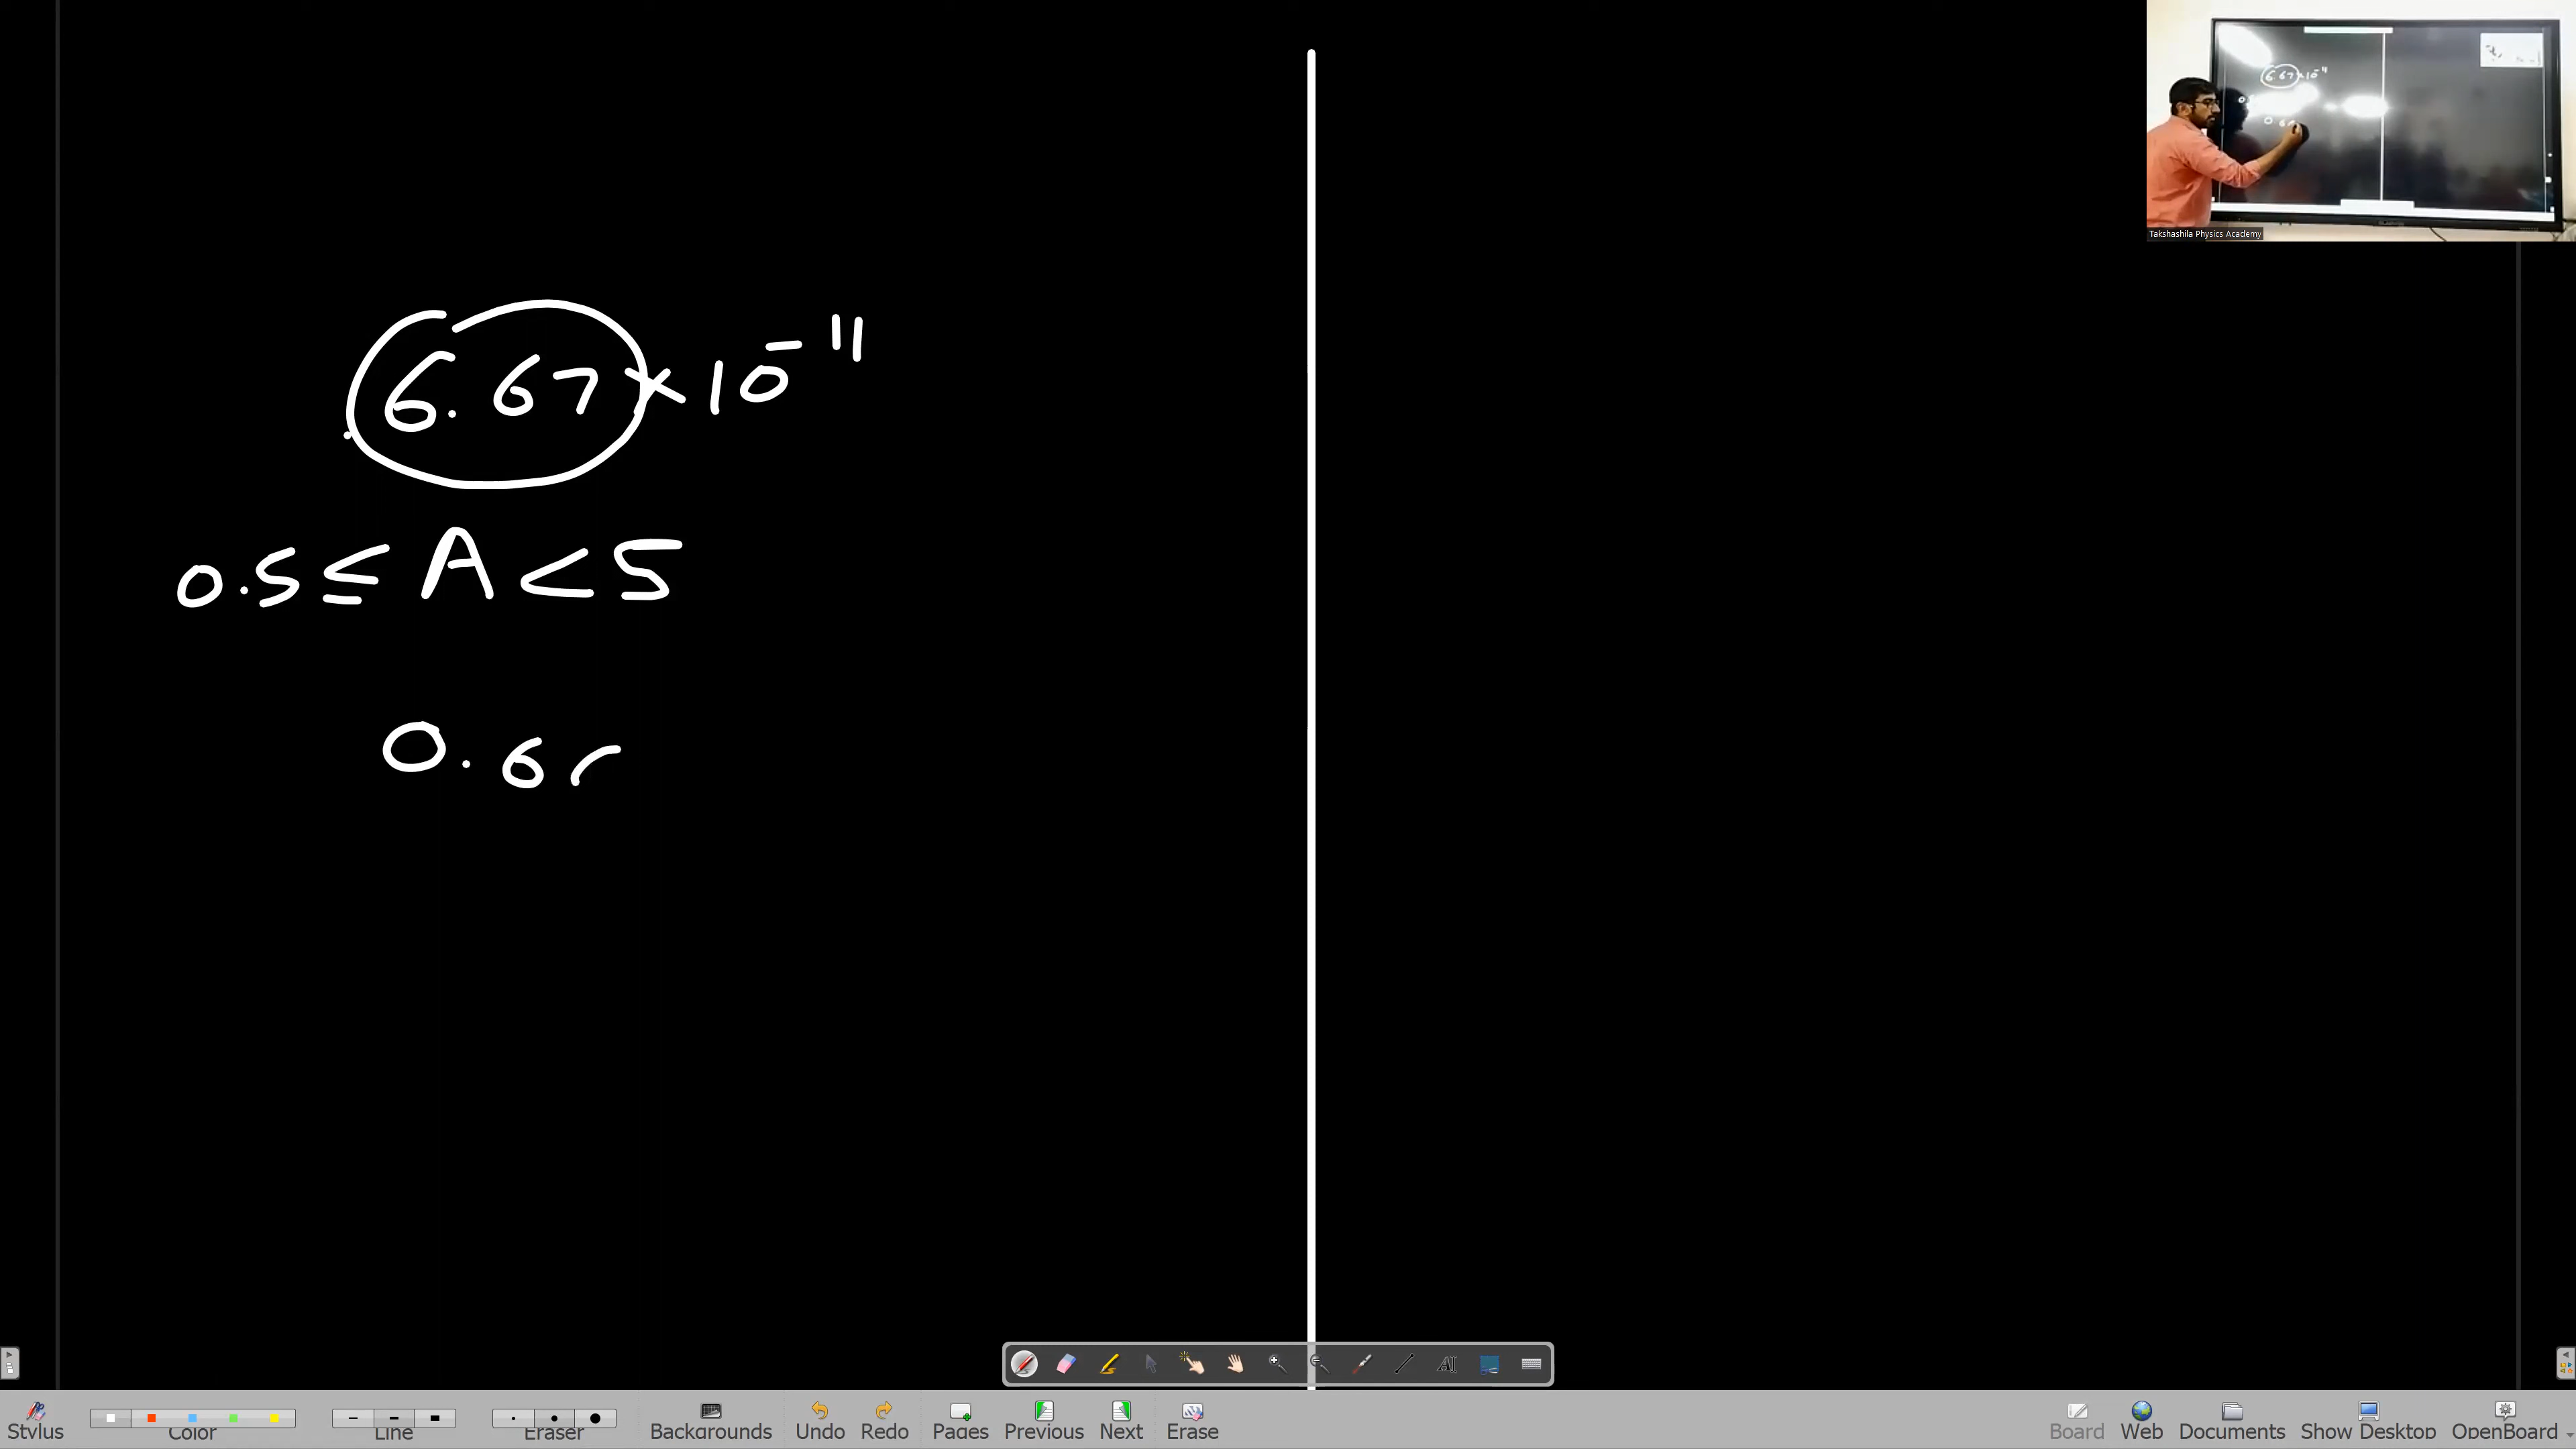 Takshashila Physics Academy
6.67×10⁻¹¹
0.5 ≤ A < 5
0.6
Stylus Color Line Eraser Backgrounds Undo Redo Pages Previous Next Erase Board Web Documents Show Desktop OpenBoard